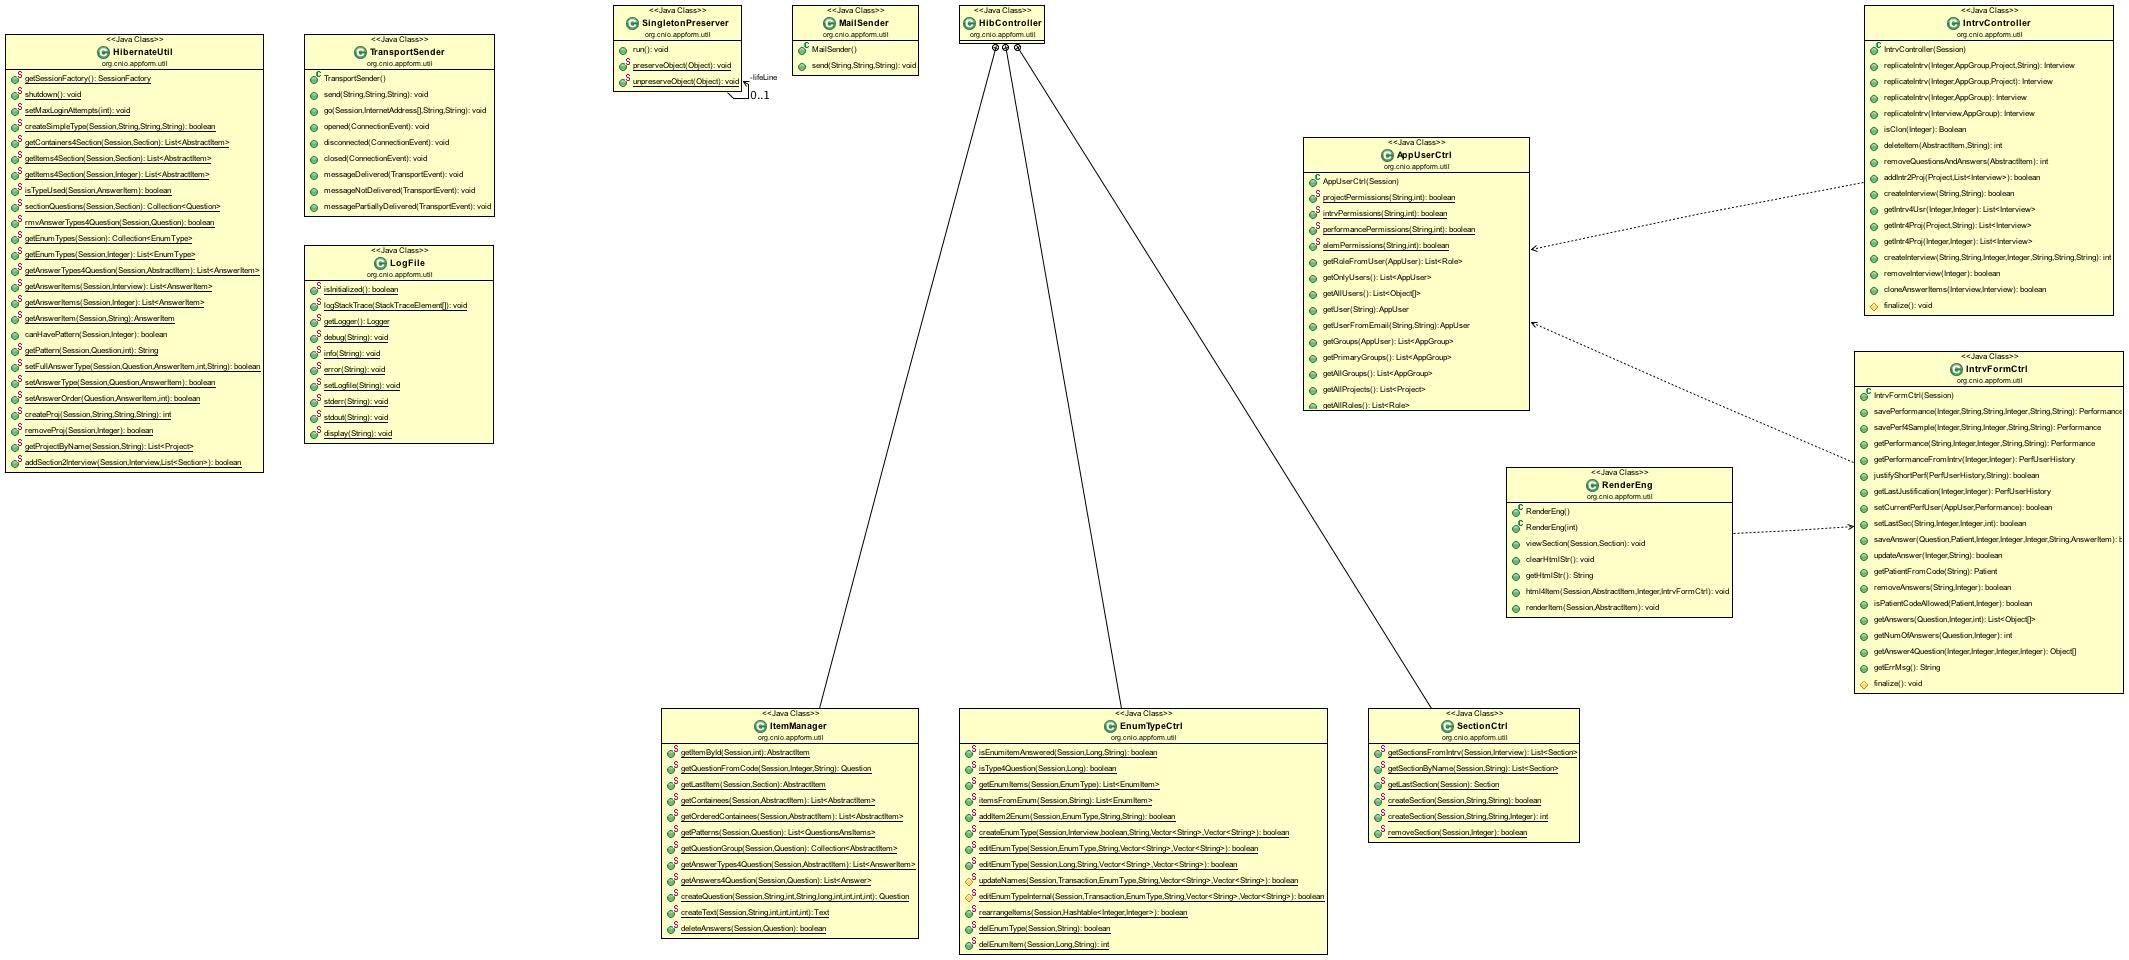 <<Java Class>>
HibernateUtil
org.cnio.appform.util
getSessionFactory(): SessionFactory
shutdown(): void
setMaxLoginAttempts(int): void
createSimpleType(Session,String,String,String): boolean
getContainers4Section(Session,Section): List<AbstractItem>
getItems4Section(Session,Section): List<AbstractItem>
getItems4Section(Session,Integer): List<AbstractItem>
isTypeUsed(Session,AnswerItem): boolean
sectionQuestions(Session,Section): Collection<Question>
rmvAnswerTypes4Question(Session,Question): boolean
getEnumTypes(Session): Collection<EnumType>
getEnumTypes(Session,Integer): List<EnumType>
getAnswerTypes4Question(Session,AbstractItem): List<AnswerItem>
getAnswerItems(Session,Interview): List<AnswerItem>
getAnswerItems(Session,Integer): List<AnswerItem>
getAnswerItem(Session,String): AnswerItem
canHavePattern(Session,Integer): boolean
getPattern(Session,Question,int): String
setFullAnswerType(Session,Question,AnswerItem,int,String): boolean
setAnswerType(Session,Question,AnswerItem): boolean
setAnswerOrder(Question,AnswerItem,int): boolean
createProj(Session,String,String,String): int
removeProj(Session,Integer): boolean
getProjectByName(Session,String): List<Project>
addSection2Interview(Session,Interview,List<Section>): boolean
<<Java Class>>
TransportSender
org.cnio.appform.util
TransportSender()
send(String,String,String): void
go(Session,InternetAddress[],String,String): void
opened(ConnectionEvent): void
disconnected(ConnectionEvent): void
closed(ConnectionEvent): void
messageDelivered(TransportEvent): void
messageNotDelivered(TransportEvent): void
messagePartiallyDelivered(TransportEvent): void
<<Java Class>>
LogFile
org.cnio.appform.util
isInitialized(): boolean
logStackTrace(StackTraceElement[]): void
getLogger(): Logger
debug(String): void
info(String): void
error(String): void
setLogfile(String): void
stderr(String): void
stdout(String): void
display(String): void
<<Java Class>>
SingletonPreserver
org.cnio.appform.util
run(): void
preserveObject(Object): void
unpreserveObject(Object): void
-lifeLine
0..1
<<Java Class>>
MailSender
org.cnio.appform.util
MailSender()
send(String,String,String): void
<<Java Class>>
HibController
org.cnio.appform.util
<<Java Class>>
AppUserCtrl
org.cnio.appform.util
AppUserCtrl(Session)
projectPermissions(String,int): boolean
intrvPermissions(String,int): boolean
performancePermissions(String,int): boolean
elemPermissions(String,int): boolean
getRoleFromUser(AppUser): List<Role>
getOnlyUsers(): List<AppUser>
getAllUsers(): List<Object[]>
getUser(String): AppUser
getUserFromEmail(String,String): AppUser
getGroups(AppUser): List<AppGroup>
getPrimaryGroups(): List<AppGroup>
getAllGroups(): List<AppGroup>
getAllProjects(): List<Project>
getAllRoles(): List<Role>
<<Java Class>>
IntrvController
org.cnio.appform.util
IntrvController(Session)
replicateIntrv(Integer,AppGroup,Project,String): Interview
replicateIntrv(Integer,AppGroup,Project): Interview
replicateIntrv(Integer,AppGroup): Interview
replicateIntrv(Interview,AppGroup): Interview
isClon(Integer): Boolean
deleteItem(AbstractItem,String): int
removeQuestionsAndAnswers(AbstractItem): int
addIntr2Proj(Project,List<Interview>): boolean
createInterview(String,String): boolean
getIntrv4Usr(Integer,Integer): List<Interview>
getIntr4Proj(Project,String): List<Interview>
getIntr4Proj(Integer,Integer): List<Interview>
createInterview(String,String,Integer,Integer,String,String,String): int
removeInterview(Integer): boolean
cloneAnswerItems(Interview,Interview): boolean
finalize(): void
<<Java Class>>
IntrvFormCtrl
org.cnio.appform.util
IntrvFormCtrl(Session)
savePerformance(Integer,String,String,Integer,String,String): Performance
savePerf4Sample(Integer,String,Integer,String,String): Performance
getPerformance(String,Integer,Integer,String,String): Performance
getPerformanceFromIntrv(Integer,Integer): PerfUserHistory
justifyShortPerf(PerfUserHistory,String): boolean
getLastJustification(Integer,Integer): PerfUserHistory
setCurrentPerfUser(AppUser,Performance): boolean
setLastSec(String,Integer,Integer,int): boolean
saveAnswer(Question,Patient,Integer,Integer,Integer,String,AnswerItem): b
updateAnswer(Integer,String): boolean
getPatientFromCode(String): Patient
removeAnswers(String,Integer): boolean
isPatientCodeAllowed(Patient,Integer): boolean
getAnswers(Question,Integer,int): List<Object[]>
getNumOfAnswers(Question,Integer): int
getAnswer4Question(Integer,Integer,Integer,Integer): Object[]
getErrMsg(): String
finalize(): void
<<Java Class>>
RenderEng
org.cnio.appform.util
RenderEng()
RenderEng(int)
viewSection(Session,Section): void
clearHtmlStr(): void
getHtmlStr(): String
html4Item(Session,AbstractItem,Integer,IntrvFormCtrl): void
renderItem(Session,AbstractItem): void
<<Java Class>>
ItemManager
org.cnio.appform.util
getItemById(Session,int): AbstractItem
getQuestionFromCode(Session,Integer,String): Question
getLastItem(Session,Section): AbstractItem
getContainees(Session,AbstractItem): List<AbstractItem>
getOrderedContainees(Session,AbstractItem): List<AbstractItem>
getPatterns(Session,Question): List<QuestionsAnsItems>
getQuestionGroup(Session,Question): Collection<AbstractItem>
getAnswerTypes4Question(Session,AbstractItem): List<AnswerItem>
getAnswers4Question(Session,Question): List<Answer>
createQuestion(Session,String,int,String,long,int,int,int,int): Question
createText(Session,String,int,int,int,int): Text
deleteAnswers(Session,Question): boolean
<<Java Class>>
EnumTypeCtrl
org.cnio.appform.util
isEnumitemAnswered(Session,Long,String): boolean
isType4Question(Session,Long): boolean
getEnumItems(Session,EnumType): List<EnumItem>
itemsFromEnum(Session,String): List<EnumItem>
addItem2Enum(Session,EnumType,String,String): boolean
createEnumType(Session,Interview,boolean,String,Vector<String>,Vector<String>): boolean
editEnumType(Session,EnumType,String,Vector<String>,Vector<String>): boolean
editEnumType(Session,Long,String,Vector<String>,Vector<String>): boolean
updateNames(Session,Transaction,EnumType,String,Vector<String>,Vector<String>): boolean
editEnumTypeInternal(Session,Transaction,EnumType,String,Vector<String>,Vector<String>): boolean
rearrangeItems(Session,Hashtable<Integer,Integer>): boolean
delEnumType(Session,String): boolean
delEnumItem(Session,Long,String): int
<<Java Class>>
SectionCtrl
org.cnio.appform.util
getSectionsFromIntrv(Session,Interview): List<Section>
getSectionByName(Session,String): List<Section>
getLastSection(Session): Section
createSection(Session,String,String): boolean
createSection(Session,String,String,Integer): int
removeSection(Session,Integer): boolean